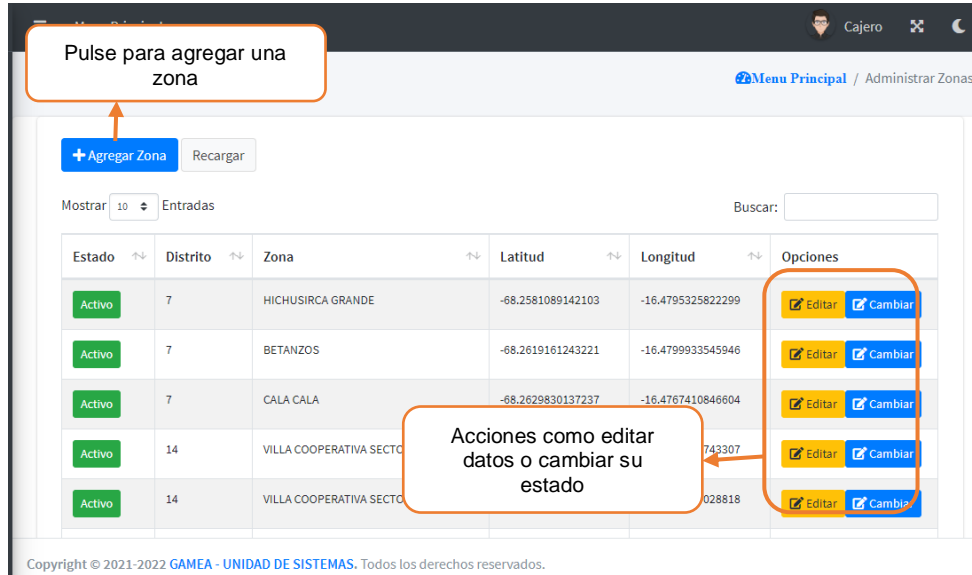 Cajero
Pulse para agregar una
zona
Menu Principal / Administrar Zonas
Agregar Zona
Recargar
Mostrar 10 Entradas
Buscar:
Estado Distrito Zona Latitud Longitud Opciones
Activo 7 HICHUSIRCA GRANDE -68.2581089142103 -16.4795325822299 Editar Cambiar
Activo 7 BETANZOS -68.2619161243221 -16.4799933545946 Editar Cambiar
Activo 7 CALA CALA -68.2629830137237 -16.4767410846604 Editar Cambiar
Acciones como editar
datos o cambiar su
estado
Activo 14 VILLA COOPERATIVA SECTO 743307 Editar Cambiar
Activo 14 VILLA COOPERATIVA SECTO 028818 Editar Cambiar
Copyright © 2021-2022 GAMEA - UNIDAD DE SISTEMAS. Todos los derechos reservados.